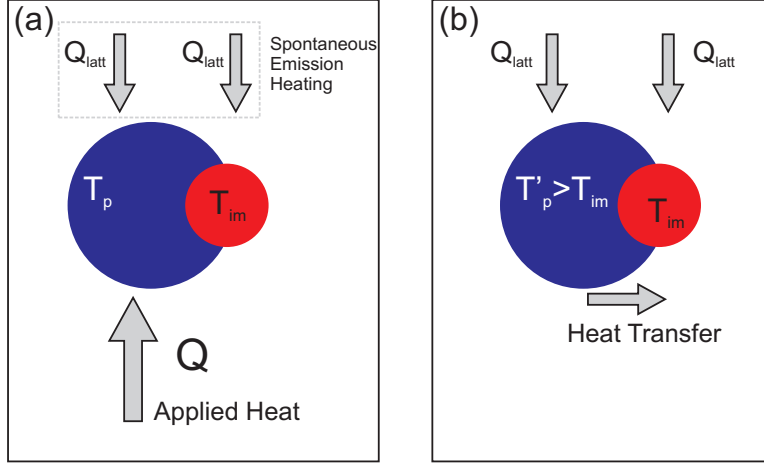 (a)
Q_latt
Q_latt
Spontaneous
Emission
Heating
T_p
T_im
Q
Applied Heat
(b)
Q_latt
Q_latt
T'_p>T_im
T_im
Heat Transfer